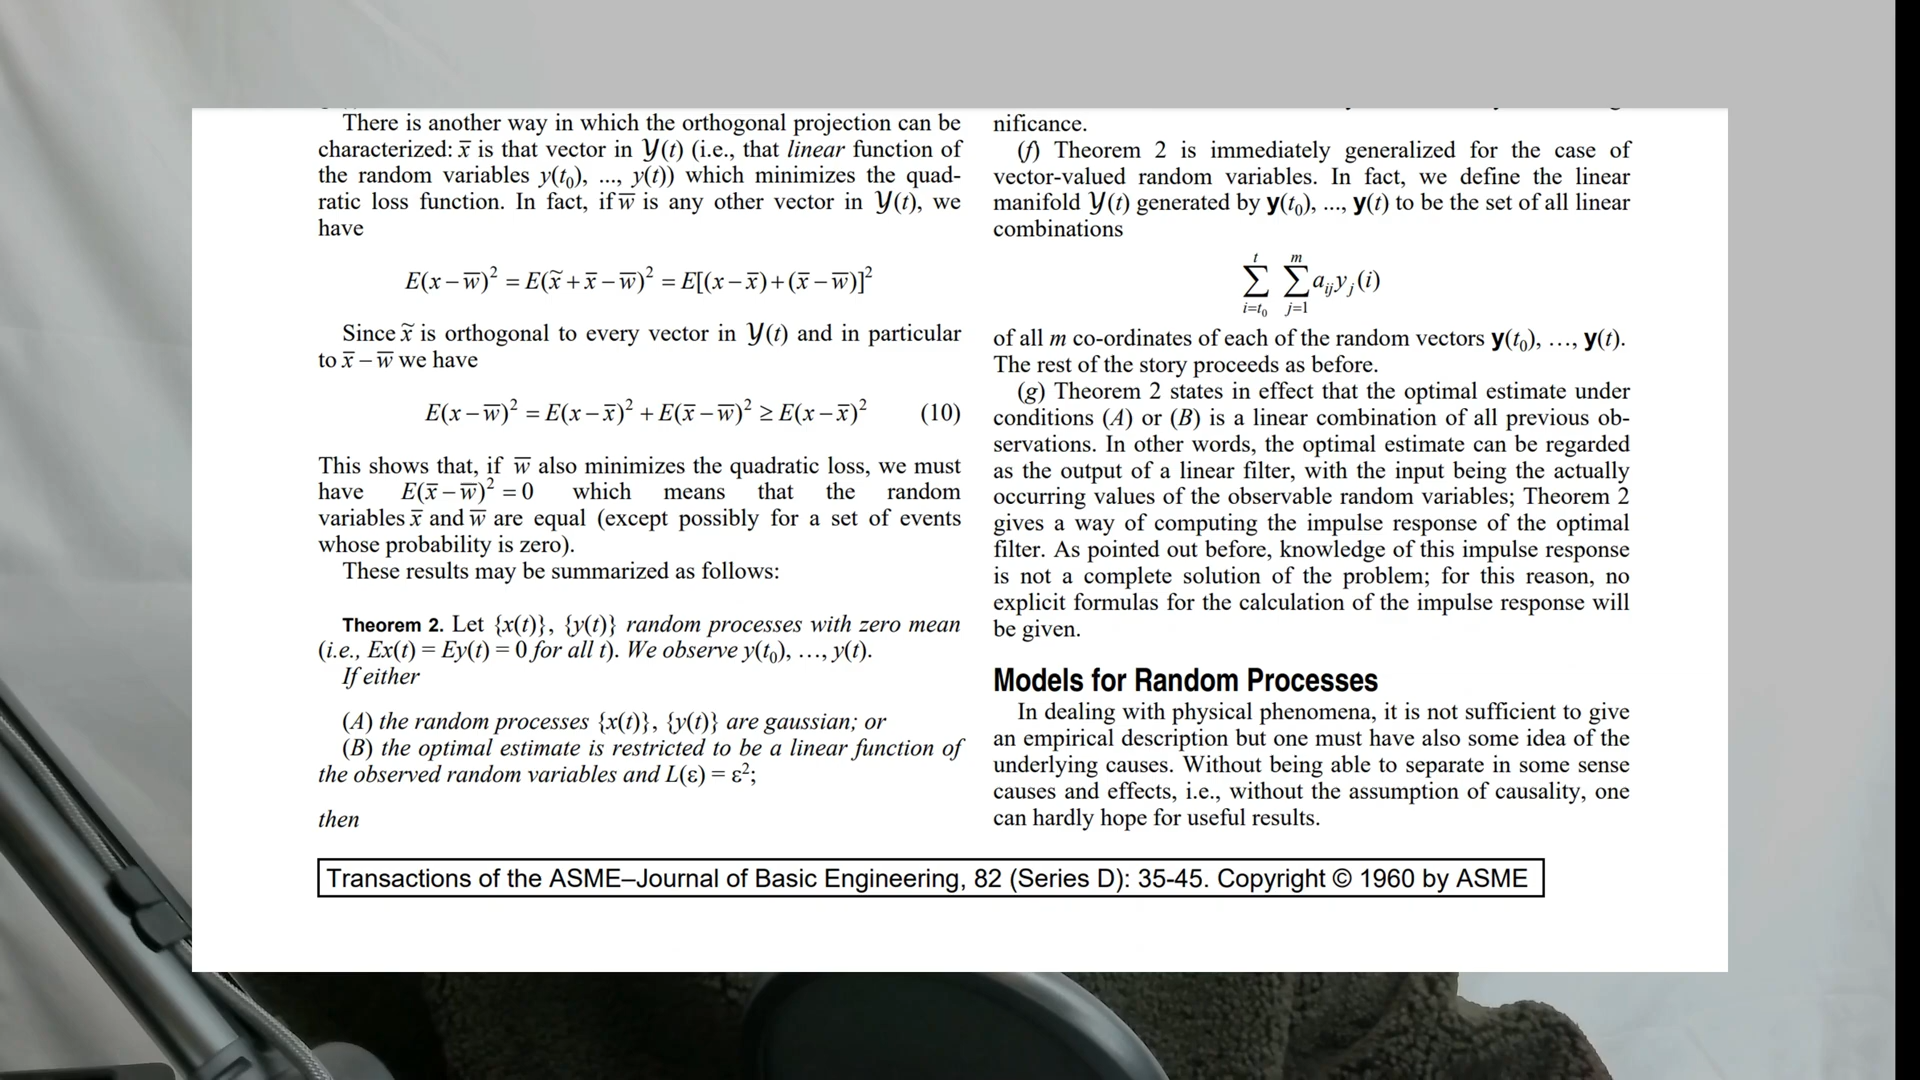 There is another way in which the orthogonal projection can be
characterized: x̄ is that vector in 𝒴(t) (i.e., that linear function of
the random variables y(t₀), ..., y(t)) which minimizes the quad-
ratic loss function. In fact, if w̄ is any other vector in 𝒴(t), we
have
E(x – w̄)² = E(x̃ + x̄ – w̄)² = E[(x – x̄) + (x̄ – w̄)]²
Since x̃ is orthogonal to every vector in 𝒴(t) and in particular
to x̄ – w̄ we have
E(x – w̄)² = E(x – x̄)² + E(x̄ – w̄)² ≥ E(x – x̄)² (10)
This shows that, if w̄ also minimizes the quadratic loss, we must
have E(x̄ – w̄)² = 0 which means that the random
variables x̄ and w̄ are equal (except possibly for a set of events
whose probability is zero).
These results may be summarized as follows:
Theorem 2. Let {x(t)}, {y(t)} random processes with zero mean
(i.e., Ex(t) = Ey(t) = 0 for all t). We observe y(t₀), …, y(t).
If either
(A) the random processes {x(t)}, {y(t)} are gaussian; or
(B) the optimal estimate is restricted to be a linear function of
the observed random variables and L(ε) = ε²;
then
nificance.
(f) Theorem 2 is immediately generalized for the case of
vector-valued random variables. In fact, we define the linear
manifold 𝒴(t) generated by y(t₀), ..., y(t) to be the set of all linear
combinations
∑_{i=t₀}^{t} ∑_{j=1}^{m} a_{ij}y_j(i)
of all m co-ordinates of each of the random vectors y(t₀), …, y(t).
The rest of the story proceeds as before.
(g) Theorem 2 states in effect that the optimal estimate under
conditions (A) or (B) is a linear combination of all previous ob-
servations. In other words, the optimal estimate can be regarded
as the output of a linear filter, with the input being the actually
occurring values of the observable random variables; Theorem 2
gives a way of computing the impulse response of the optimal
filter. As pointed out before, knowledge of this impulse response
is not a complete solution of the problem; for this reason, no
explicit formulas for the calculation of the impulse response will
be given.
Models for Random Processes
In dealing with physical phenomena, it is not sufficient to give
an empirical description but one must have also some idea of the
underlying causes. Without being able to separate in some sense
causes and effects, i.e., without the assumption of causality, one
can hardly hope for useful results.
Transactions of the ASME–Journal of Basic Engineering, 82 (Series D): 35-45. Copyright © 1960 by ASME